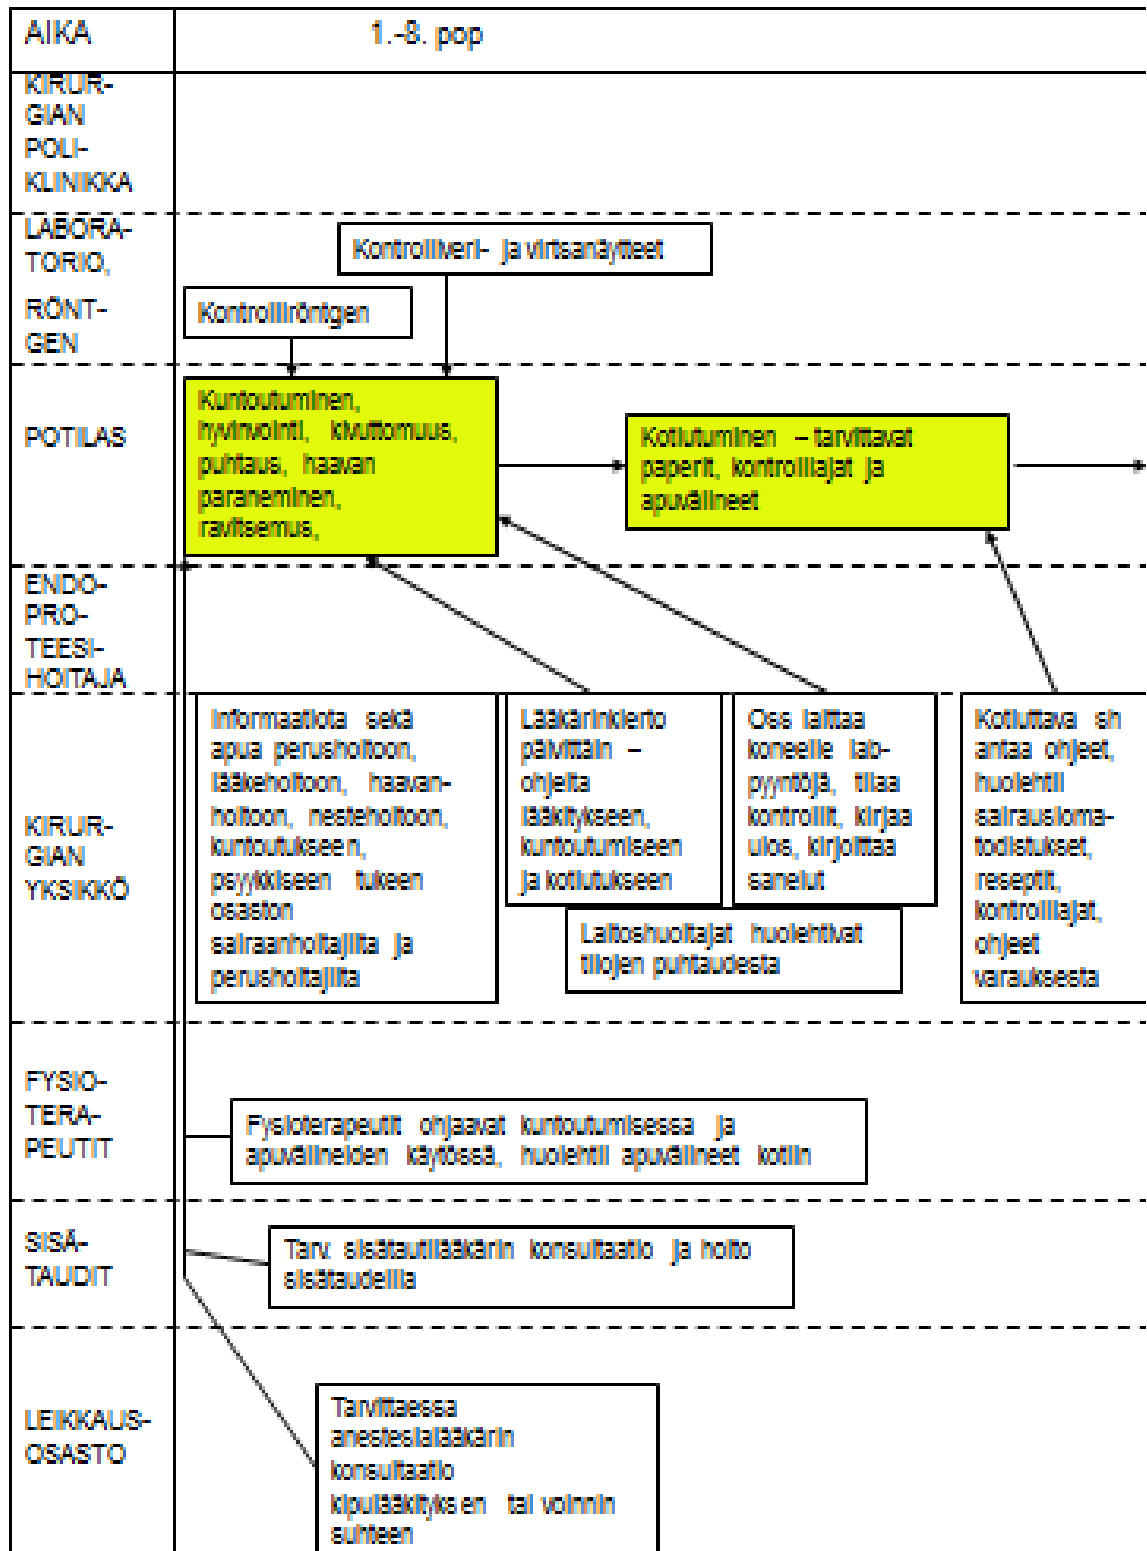 AIKA
1.-8. pop
KIRUR-
GIAN
POLI-
KLINIKKA
LABORA-
TORIO,
RÖNT-
GEN
Kontrolliveri- ja virtsanäytteet
Kontrolliröntgen
POTILAS
Kuntoutuminen,
hyvinvointi, kivuttomuus,
puhtaus, haavan
paraneminen,
ravitsemus,
Kotiutuminen – tarvittavat
paperit, kontrolliajat ja
apuvälineet
ENDO-
PRO-
TEESI-
HOITAJA
KIRUR-
GIAN
YKSIKKÖ
Informaatiota sekä
apua perushoitoon,
lääkehoitoon, haavan-
hoitoon, nestehoitoon,
kuntoutukseen,
psyykkiseen tukeen
osaston
sairaanhoitajilta ja
perushoitajilta
Lääkärinkierto
päivittäin –
ohjeita
lääkitykseen,
kuntoutumiseen
ja kotiutukseen
Oss laittaa
koneelle lab-
pyyntöjä, tilaa
kontrollit, kirjaa
ulos, kirjoittaa
sanelut
Laitoshuoltajat huolehtivat
tilojen puhtaudesta
Kotiuttava sh
antaa ohjeet,
huolehtii
sairausloma-
todistukset,
reseptit,
kontrolliajat,
ohjeet
varauksesta
FYSIO-
TERA-
PEUTIT
Fysioterapeutit ohjaavat kuntoutumisessa ja
apuvälineiden käytössä, huolehtii apuvälineet kotiin
SISÄ-
TAUDIT
Tarv. sisätautilääkärin konsultaatio ja hoito
sisätaudeilla
LEIKKAUS-
OSASTO
Tarvittaessa
anestesialääkärin
konsultaatio
kipulääkityksen tai voinnin
suhteen